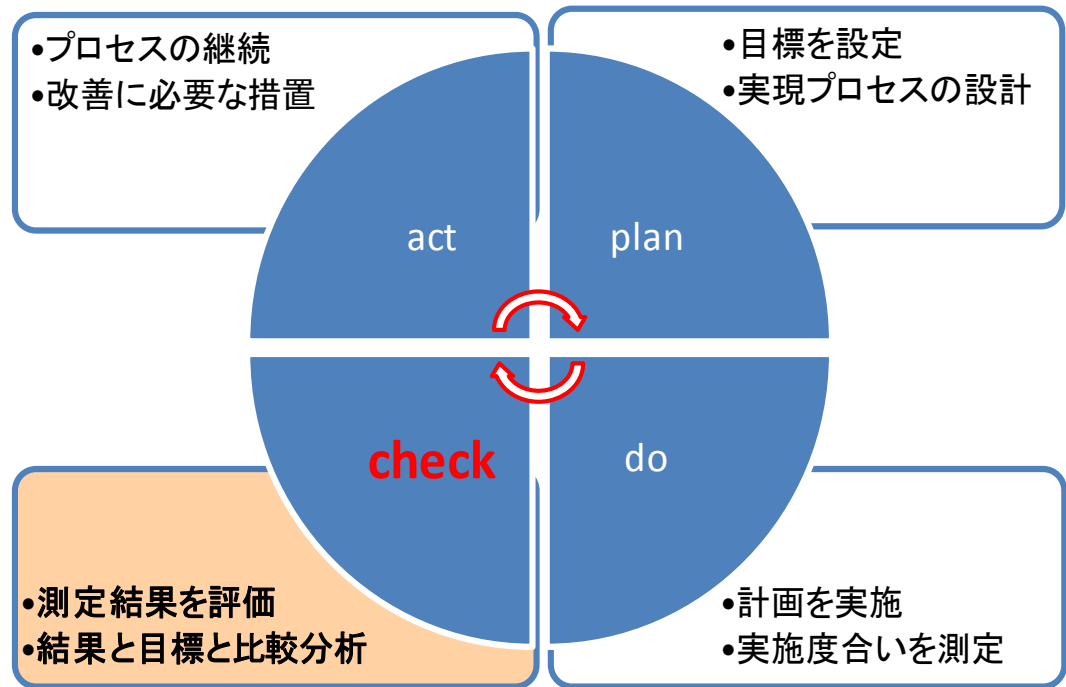 •プロセスの継続
•改善に必要な措置
•目標を設定
•実現プロセスの設計
act
plan
check
do
•測定結果を評価
•結果と目標と比較分析
•計画を実施
•実施度合いを測定